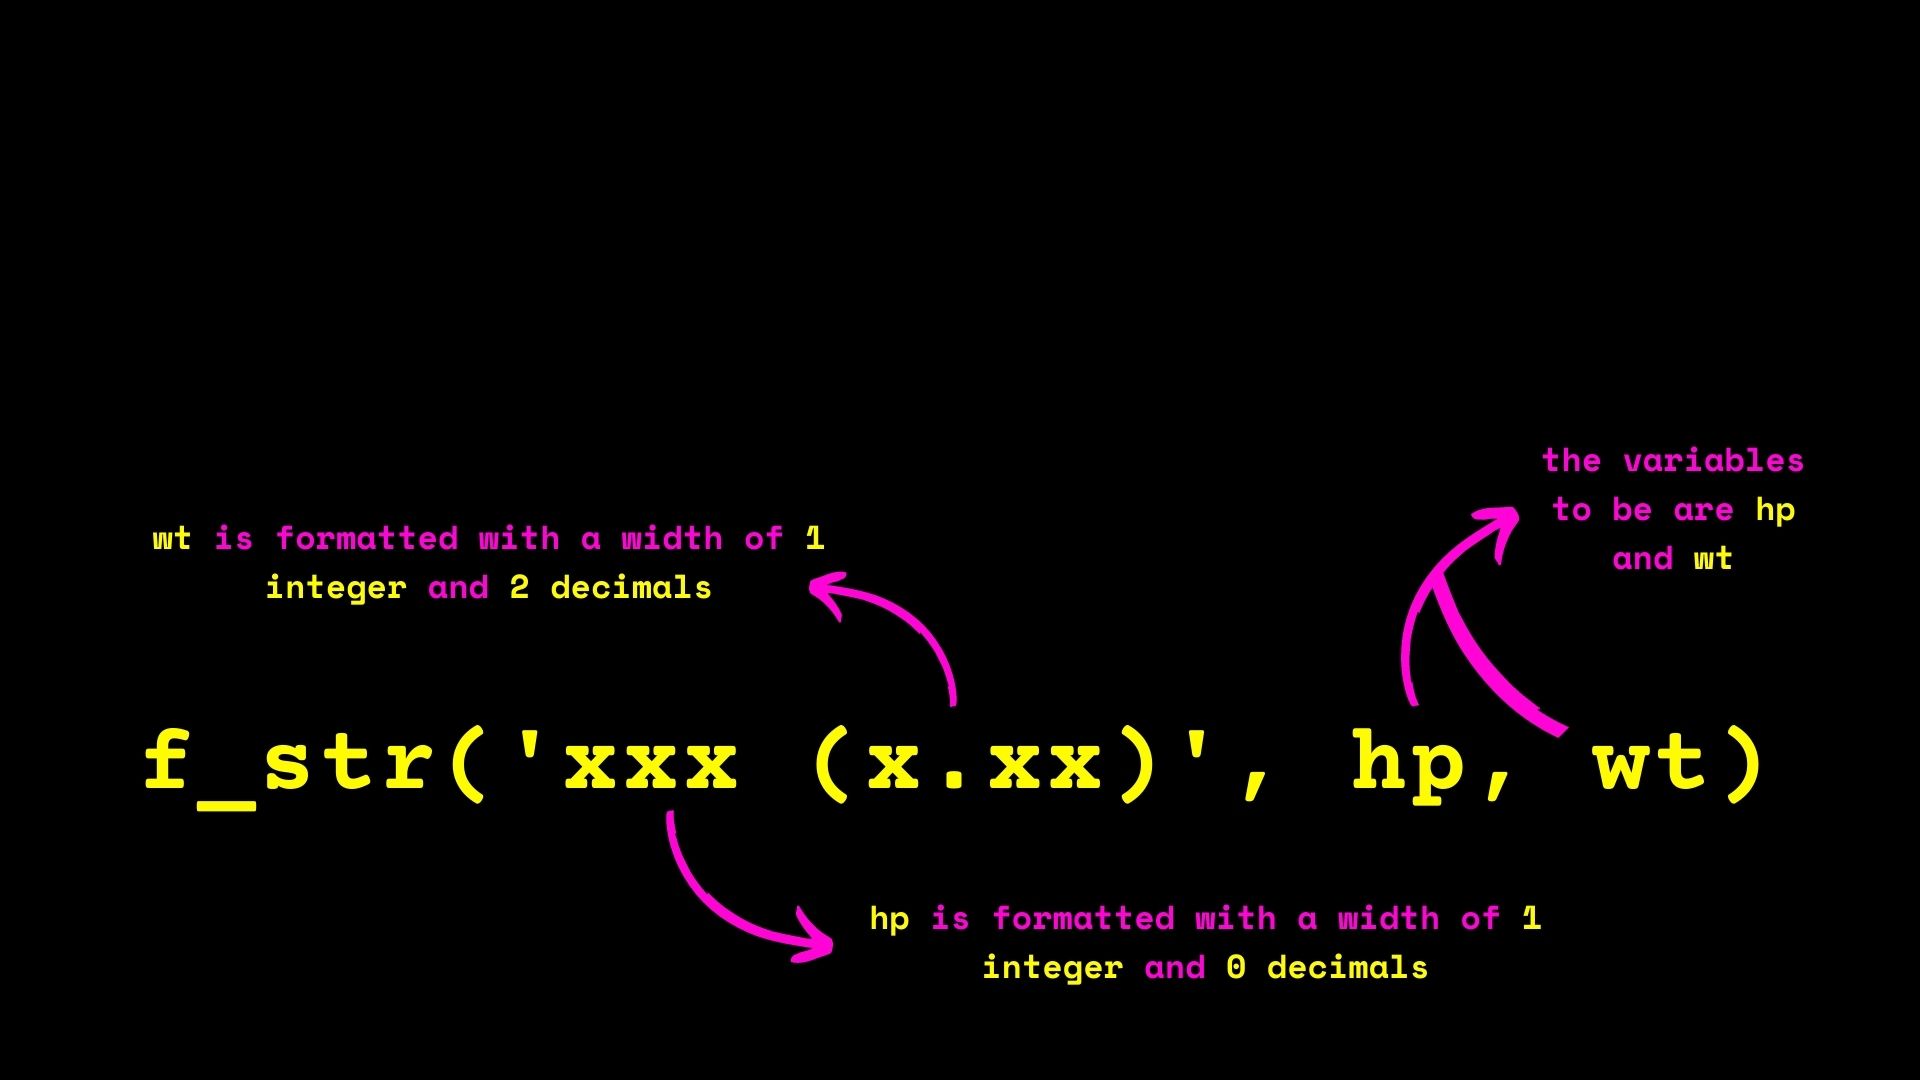 the variables
to be are hp
and wt
wt is formatted with a width of 1
integer and 2 decimals
f_str('xxx (x.xx)', hp, wt)
hp is formatted with a width of 1
integer and 0 decimals